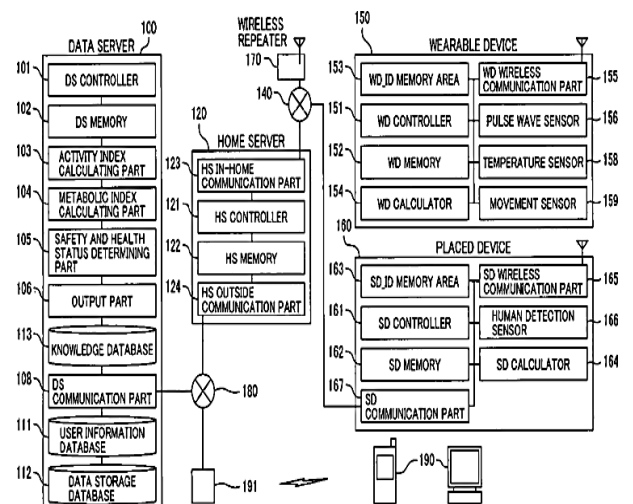 100
DATA SERVER
101
DS CONTROLLER
102
DS MEMORY
103
ACTIVITY INDEX
CALCULATING PART
104
METABOLIC INDEX
CALCULATING PART
105
SAFETY AND HEALTH
STATUS DETERMINING
PART
106
OUTPUT PART
113
KNOWLEDGE DATABASE
108
DS
COMMUNICATION PART
111
USER INFORMATION
DATABASE
112
DATA STORAGE
DATABASE
WIRELESS
REPEATER
170
140
120
HOME SERVER
123
HS IN-HOME
COMMUNICATION PART
121
HS CONTROLLER
122
HS MEMORY
124
HS OUTSIDE
COMMUNICATION PART
180
191
150
WEARABLE DEVICE
153
WD_ID MEMORY AREA
WD WIRELESS
COMMUNICATION PART
155
151
WD CONTROLLER
PULSE WAVE SENSOR
156
152
WD MEMORY
TEMPERATURE SENSOR
158
154
WD CALCULATOR
MOVEMENT SENSOR
159
160
PLACED DEVICE
163
SD_ID MEMORY AREA
SD WIRELESS
COMMUNICATION PART
165
161
SD CONTROLLER
HUMAN DETECTION
SENSOR
166
162
SD MEMORY
SD CALCULATOR
164
167
SD
COMMUNICATION PART
190